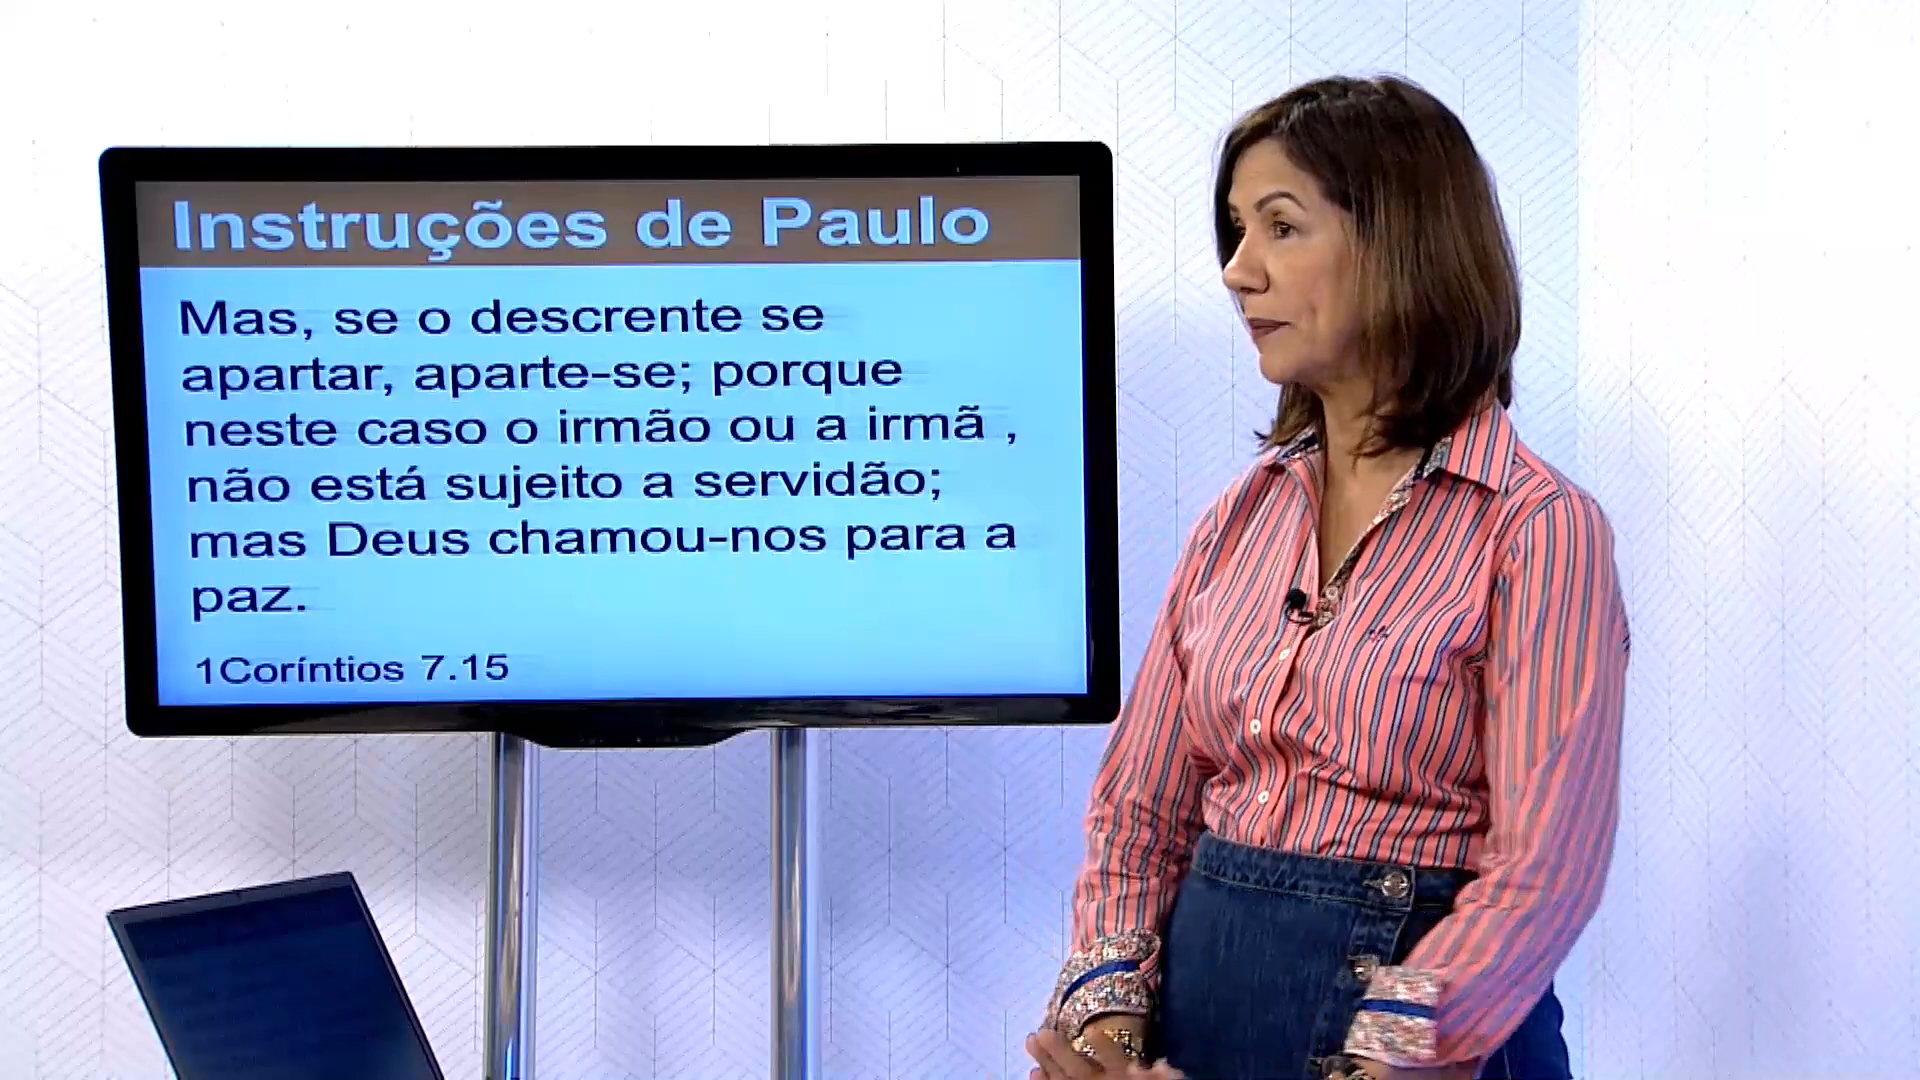 Instruções de Paulo
Mas, se o descrente se
apartar, aparte-se; porque
neste caso o irmão ou a irmã ,
não está sujeito a servidão;
mas Deus chamou-nos para a
paz.
1Coríntios 7.15